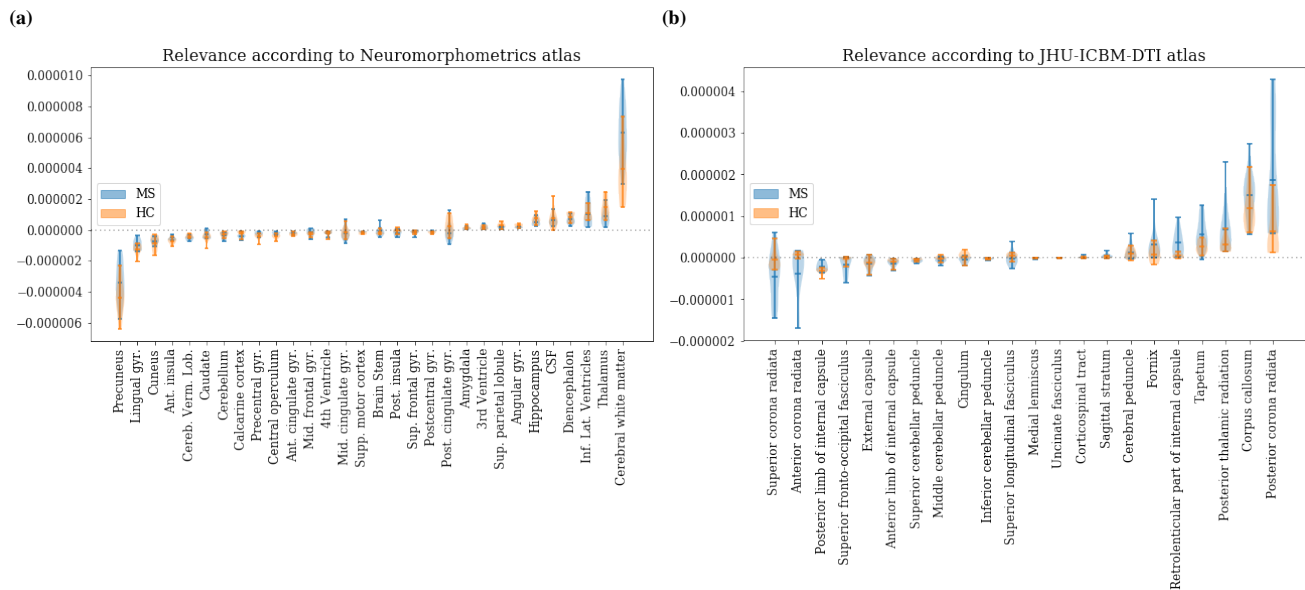 (a)
Relevance according to Neuromorphometrics atlas
0.000010
0.000008
0.000006
0.000004
0.000002
0.000000
−0.000002
−0.000004
−0.000006
MS
HC
Precuneus
Lingual gyr.
Cuneus
Ant. insula
Cereb. Verm. Lob.
Caudate
Cerebellum
Calcarine cortex
Precentral gyr.
Central operculum
Ant. cingulate gyr.
Mid. frontal gyr.
4th Ventricle
Mid. cingulate gyr.
Supp. motor cortex
Brain Stem
Post. insula
Sup. frontal gyr.
Postcentral gyr.
Post. cingulate gyr.
Amygdala
3rd Ventricle
Sup. parietal lobule
Angular gyr.
Hippocampus
CSF
Diencephalon
Inf. Lat. Ventricles
Thalamus
Cerebral white matter
(b)
Relevance according to JHU-ICBM-DTI atlas
0.000004
0.000003
0.000002
0.000001
0.000000
−0.000001
−0.000002
MS
HC
Superior corona radiata
Anterior corona radiata
Posterior limb of internal capsule
Superior fronto-occipital fasciculus
External capsule
Anterior limb of internal capsule
Superior cerebellar peduncle
Middle cerebellar peduncle
Cingulum
Inferior cerebellar peduncle
Superior longitudinal fasciculus
Medial lemniscus
Uncinate fasciculus
Corticospinal tract
Sagittal stratum
Cerebral peduncle
Fornix
Retrolenticular part of internal capsule
Tapetum
Posterior thalamic radiation
Corpus callosum
Posterior corona radiata